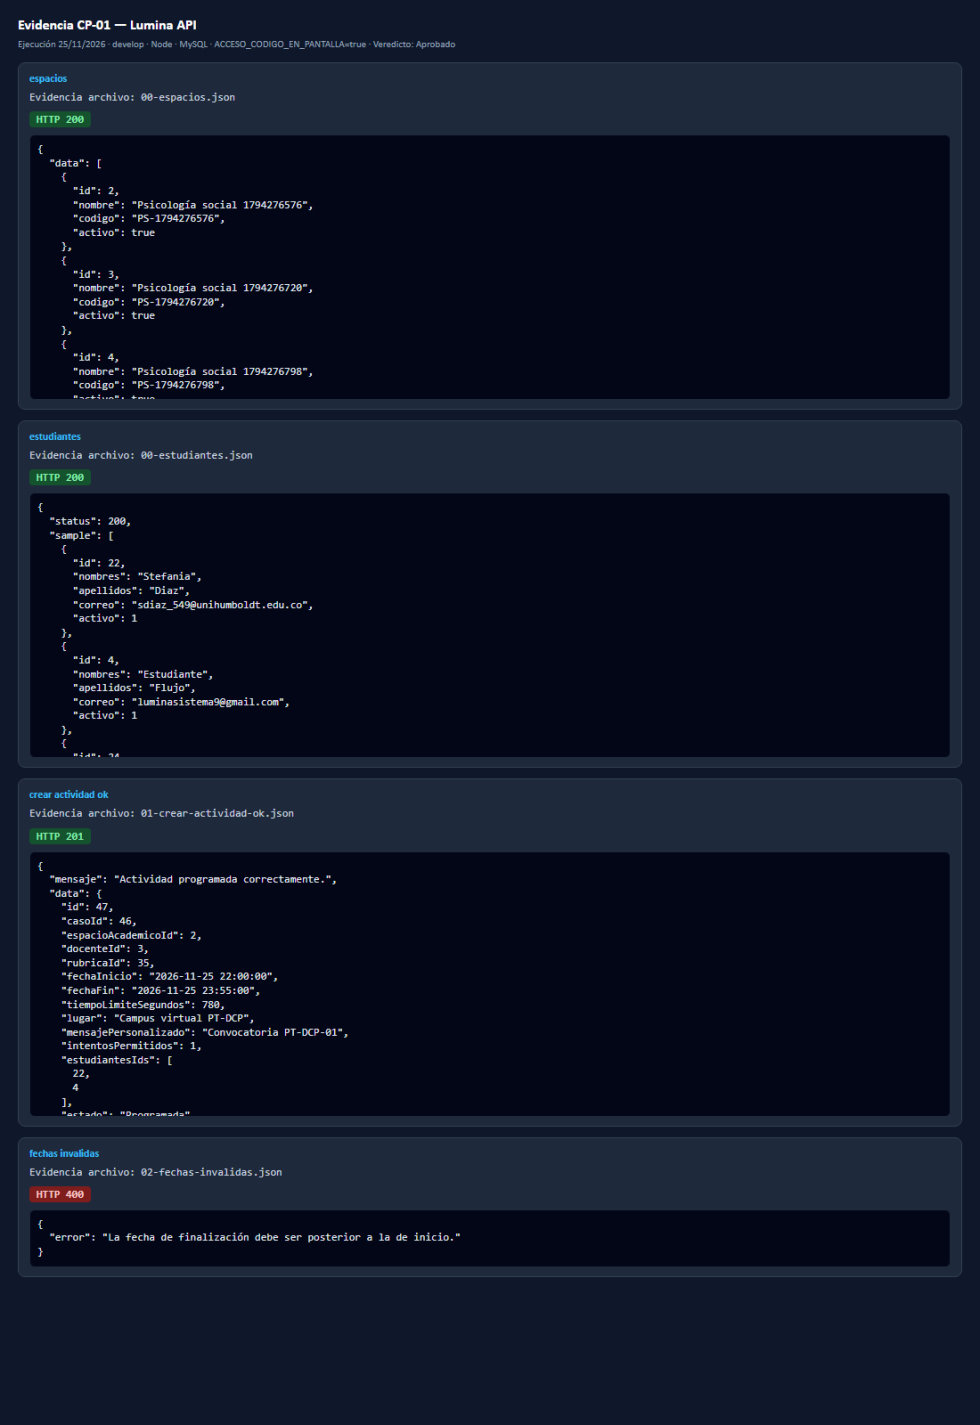 Evidencia CP-01 — Lumina API
Ejecución 25/11/2026 · develop · Node · MySQL · ACCESO_CODIGO_EN_PANTALLA=true · Veredicto: Aprobado
espacios
Evidencia archivo: 00-espacios.json
HTTP 200
{
  "data": [
    {
      "id": 2,
      "nombre": "Psicología social 1794276576",
      "codigo": "PS-1794276576",
      "activo": true
    },
    {
      "id": 3,
      "nombre": "Psicología social 1794276720",
      "codigo": "PS-1794276720",
      "activo": true
    },
    {
      "id": 4,
      "nombre": "Psicología social 1794276798",
      "codigo": "PS-1794276798",
      "activo": true
estudiantes
Evidencia archivo: 00-estudiantes.json
HTTP 200
{
  "status": 200,
  "sample": [
    {
      "id": 22,
      "nombres": "Stefania",
      "apellidos": "Diaz",
      "correo": "sdiaz_549@unihumboldt.edu.co",
      "activo": 1
    },
    {
      "id": 4,
      "nombres": "Estudiante",
      "apellidos": "Flujo",
      "correo": "luminasistema9@gmail.com",
      "activo": 1
    },
    {
      "id": 24
crear actividad ok
Evidencia archivo: 01-crear-actividad-ok.json
HTTP 201
{
  "mensaje": "Actividad programada correctamente.",
  "data": {
    "id": 47,
    "casoId": 46,
    "espacioAcademicoId": 2,
    "docenteId": 3,
    "rubricaId": 35,
    "fechaInicio": "2026-11-25 22:00:00",
    "fechaFin": "2026-11-25 23:55:00",
    "tiempoLimiteSegundos": 780,
    "lugar": "Campus virtual PT-DCP",
    "mensajePersonalizado": "Convocatoria PT-DCP-01",
    "intentosPermitidos": 1,
    "estudiantesIds": [
      22,
      4
    ],
    "estado": "Programada"
fechas invalidas
Evidencia archivo: 02-fechas-invalidas.json
HTTP 400
{
  "error": "La fecha de finalización debe ser posterior a la de inicio."
}